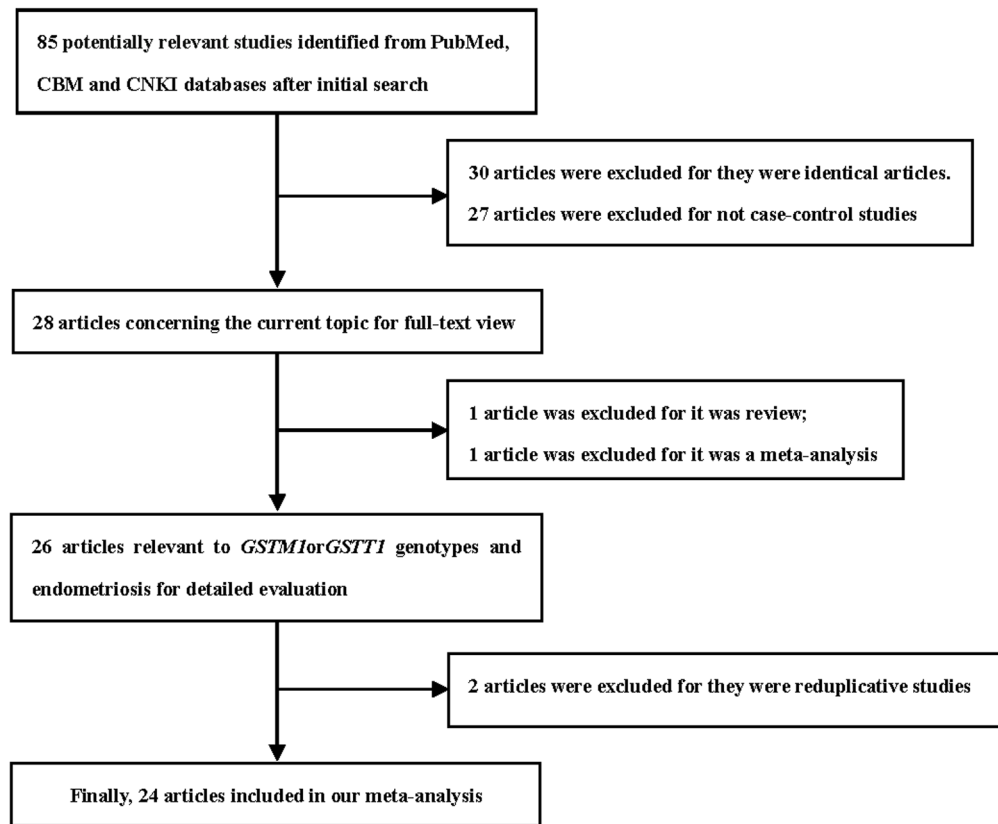 85 potentially relevant studies identified from PubMed,
CBM and CNKI databases after initial search
30 articles were excluded for they were identical articles.
27 articles were excluded for not case-control studies
28 articles concerning the current topic for full-text view
1 article was excluded for it was review;
1 article was excluded for it was a meta-analysis
26 articles relevant to GSTM1orGSTT1 genotypes and
endometriosis for detailed evaluation
2 articles were excluded for they were reduplicative studies
Finally, 24 articles included in our meta-analysis